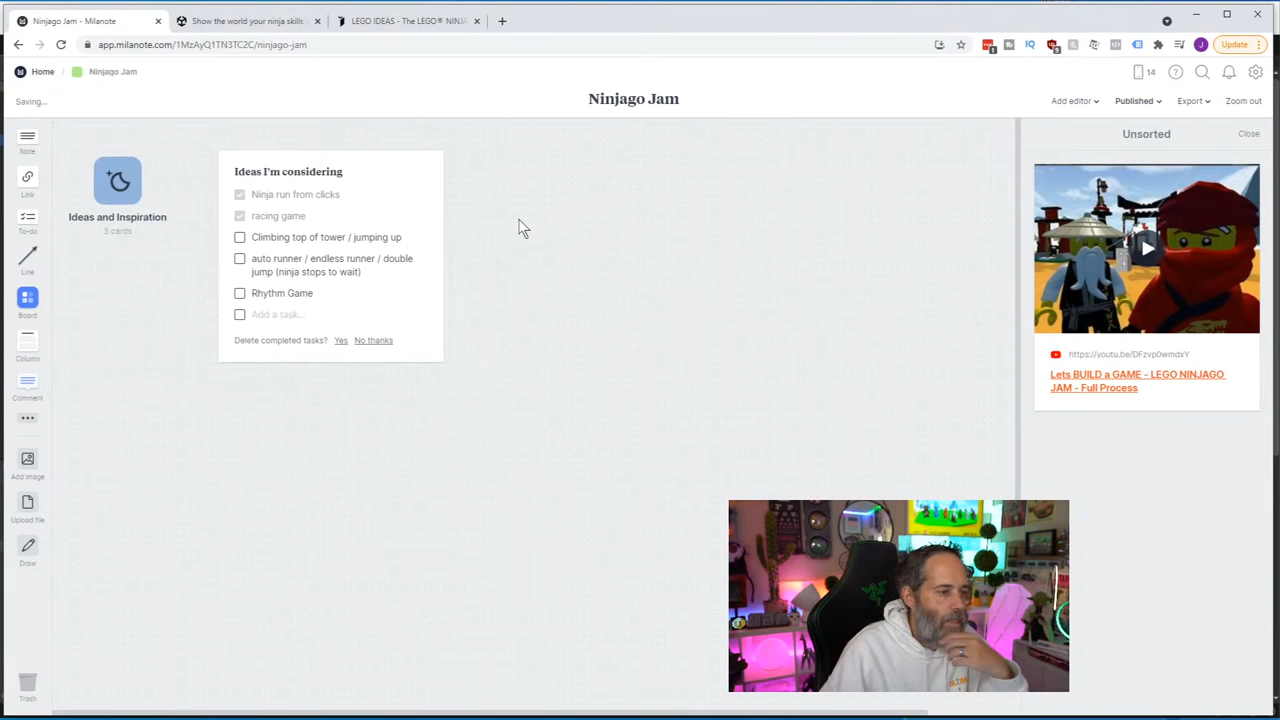 Ninjago Jam - Milanote
Show the world your ninja skills
LEGO IDEAS - The LEGO® NINJA
app.milanote.com/1MzAyQ1TN3TC2C/ninjago-jam
J
Update
Home / Ninjago Jam
14
Saving...
Ninjago Jam
Add editor
Published
Export
Zoom out
Note
Link
To-do
Line
Board
Column
Comment
Add image
Upload file
Draw
Trash
Ideas and Inspiration
3 cards
Ideas I'm considering
Ninja run from clicks
racing game
Climbing top of tower / jumping up
auto runner / endless runner / double
jump (ninja stops to wait)
Rhythm Game
Add a task...
Delete completed tasks? Yes No thanks
Unsorted
Close
https://youtu.be/DFzvp0wmdxY
Lets BUILD a GAME - LEGO NINJAGO
JAM - Full Process